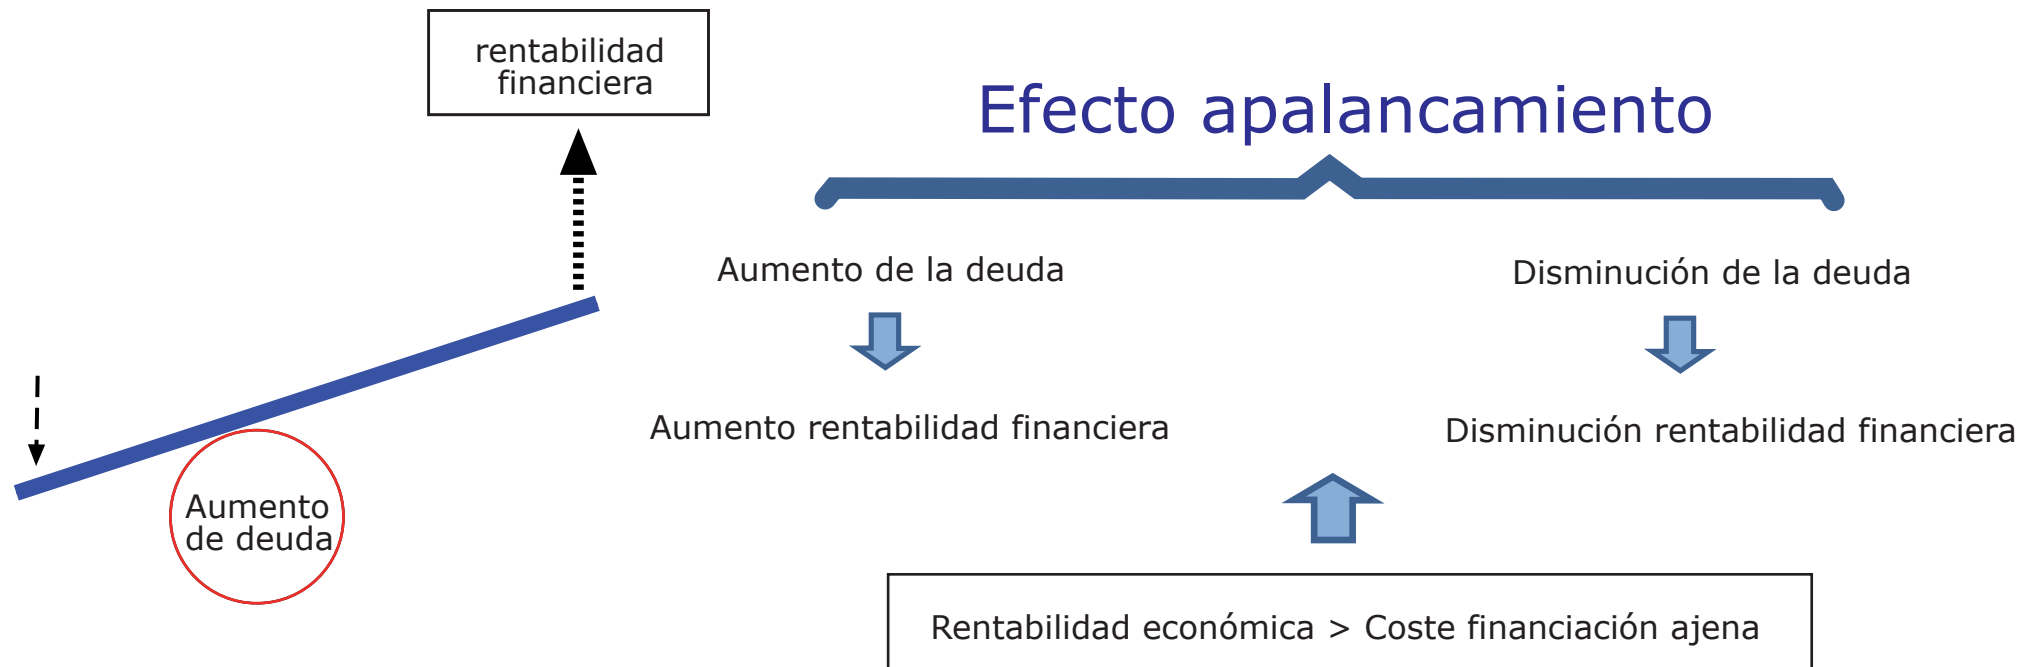 rentabilidad
financiera
Efecto apalancamiento
Aumento de la deuda
Disminución de la deuda
Aumento rentabilidad financiera
Disminución rentabilidad financiera
Aumento
de deuda
Rentabilidad económica > Coste financiación ajena